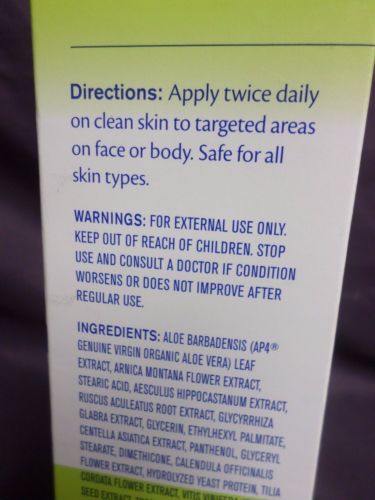 Directions: Apply twice daily
on clean skin to targeted areas
on face or body. Safe for all
skin types.
WARNINGS: FOR EXTERNAL USE ONLY.
KEEP OUT OF REACH OF CHILDREN. STOP
USE AND CONSULT A DOCTOR IF CONDITION
WORSENS OR DOES NOT IMPROVE AFTER
REGULAR USE.
INGREDIENTS: ALOE BARBADENSIS (AP4®
GENUINE VIRGIN ORGANIC ALOE VERA) LEAF
EXTRACT, ARNICA MONTANA FLOWER EXTRACT,
STEARIC ACID, AESCULUS HIPPOCASTANUM EXTRACT,
RUSCUS ACULEATUS ROOT EXTRACT, GLYCYRRHIZA
GLABRA EXTRACT, GLYCERIN, ETHYLHEXYL PALMITATE,
CENTELLA ASIATICA EXTRACT, PANTHENOL, GLYCERYL
STEARATE, DIMETHICONE, CALENDULA OFFICINALIS
FLOWER EXTRACT, HYDROLYZED YEAST PROTEIN, TILIA
CORDATA FLOWER EXTRACT, VITIS
SEED EXTRACT,